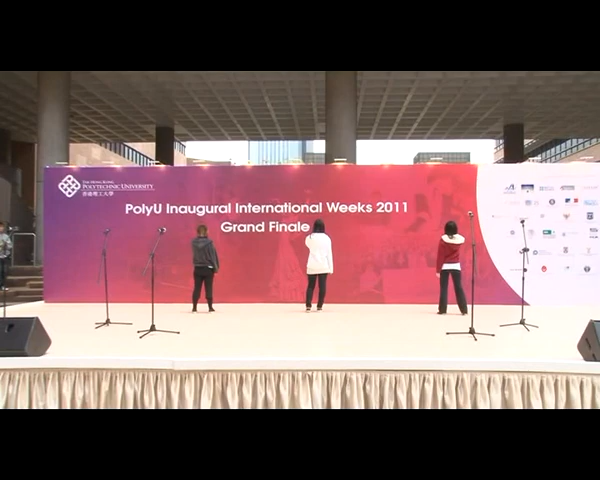 THE HONG KONG
POLYTECHNIC UNIVERSITY
香港理工大學
PolyU Inaugural International Weeks 2011
Grand Finale